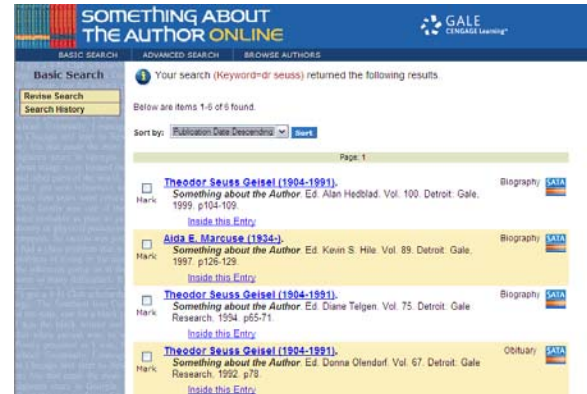 SOMETHING ABOUT
THE AUTHOR ONLINE
GALE
CENGAGE Learning
BASIC SEARCH ADVANCED SEARCH BROWSE AUTHORS
Basic Search
Revise Search
Search History
Your search (Keyword=dr seuss) returned the following results.
Below are items 1-6 of 6 found.
Sort by: Publication Date Descending Sort
Page: 1
Mark
Theodor Seuss Geisel (1904-1991).
Something about the Author. Ed. Alan Hedblad. Vol. 100. Detroit: Gale,
1999. p104-109.
Inside this Entry
Biography SATA
Mark
Aida E. Marcuse (1934-).
Something about the Author. Ed. Kevin S. Hile. Vol. 89. Detroit: Gale,
1997. p126-129.
Inside this Entry
Biography SATA
Mark
Theodor Seuss Geisel (1904-1991).
Something about the Author. Ed. Diane Telgen. Vol. 75. Detroit: Gale
Research, 1994. p65-71.
Inside this Entry
Biography SATA
Mark
Theodor Seuss Geisel (1904-1991).
Something about the Author. Ed. Donna Olendorf. Vol. 67. Detroit: Gale
Research, 1992. p78.
Inside this Entry
Obituary SATA